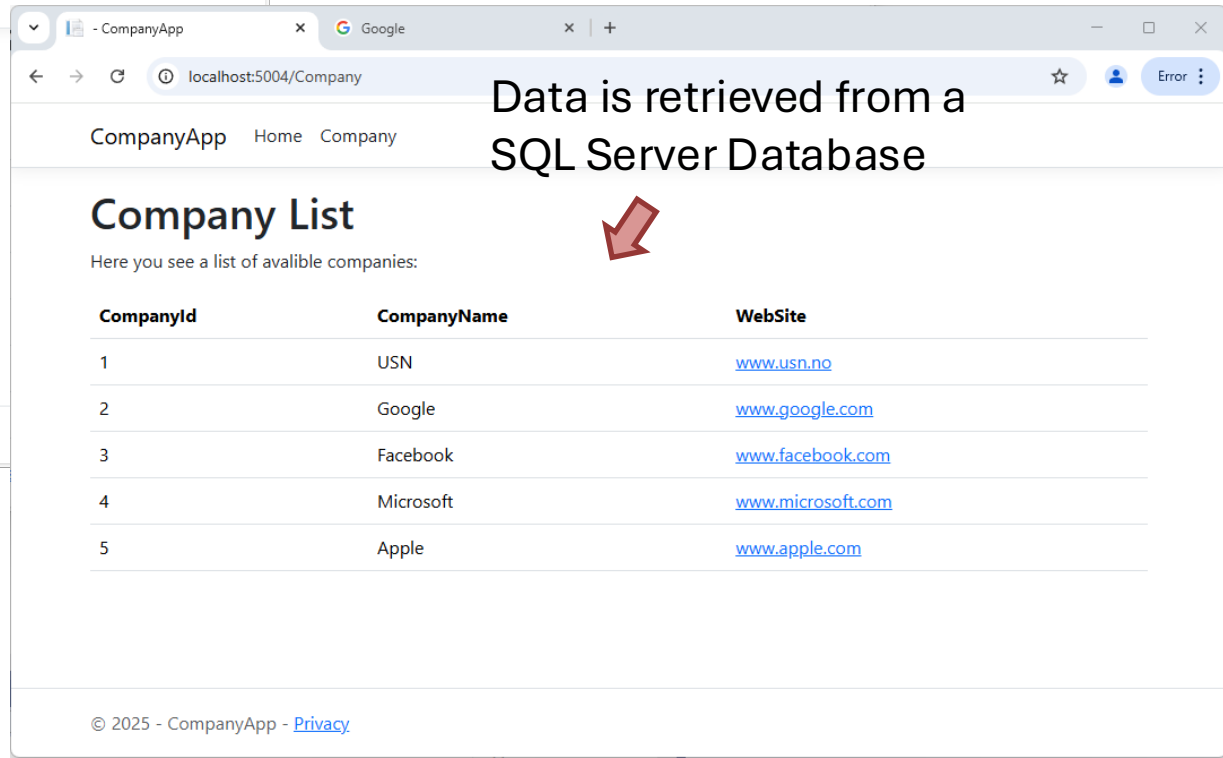 - CompanyApp
Google
localhost:5004/Company
Error
Data is retrieved from a
SQL Server Database
CompanyApp Home Company
Company List
Here you see a list of avalible companies:
CompanyId CompanyName WebSite
1 USN www.usn.no
2 Google www.google.com
3 Facebook www.facebook.com
4 Microsoft www.microsoft.com
5 Apple www.apple.com
© 2025 - CompanyApp - Privacy